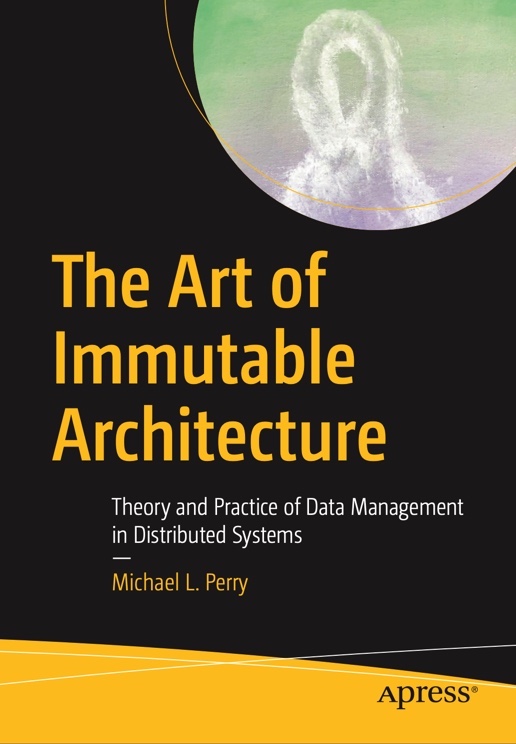 The Art of
Immutable
Architecture
Theory and Practice of Data Management
in Distributed Systems
Michael L. Perry
Apress®